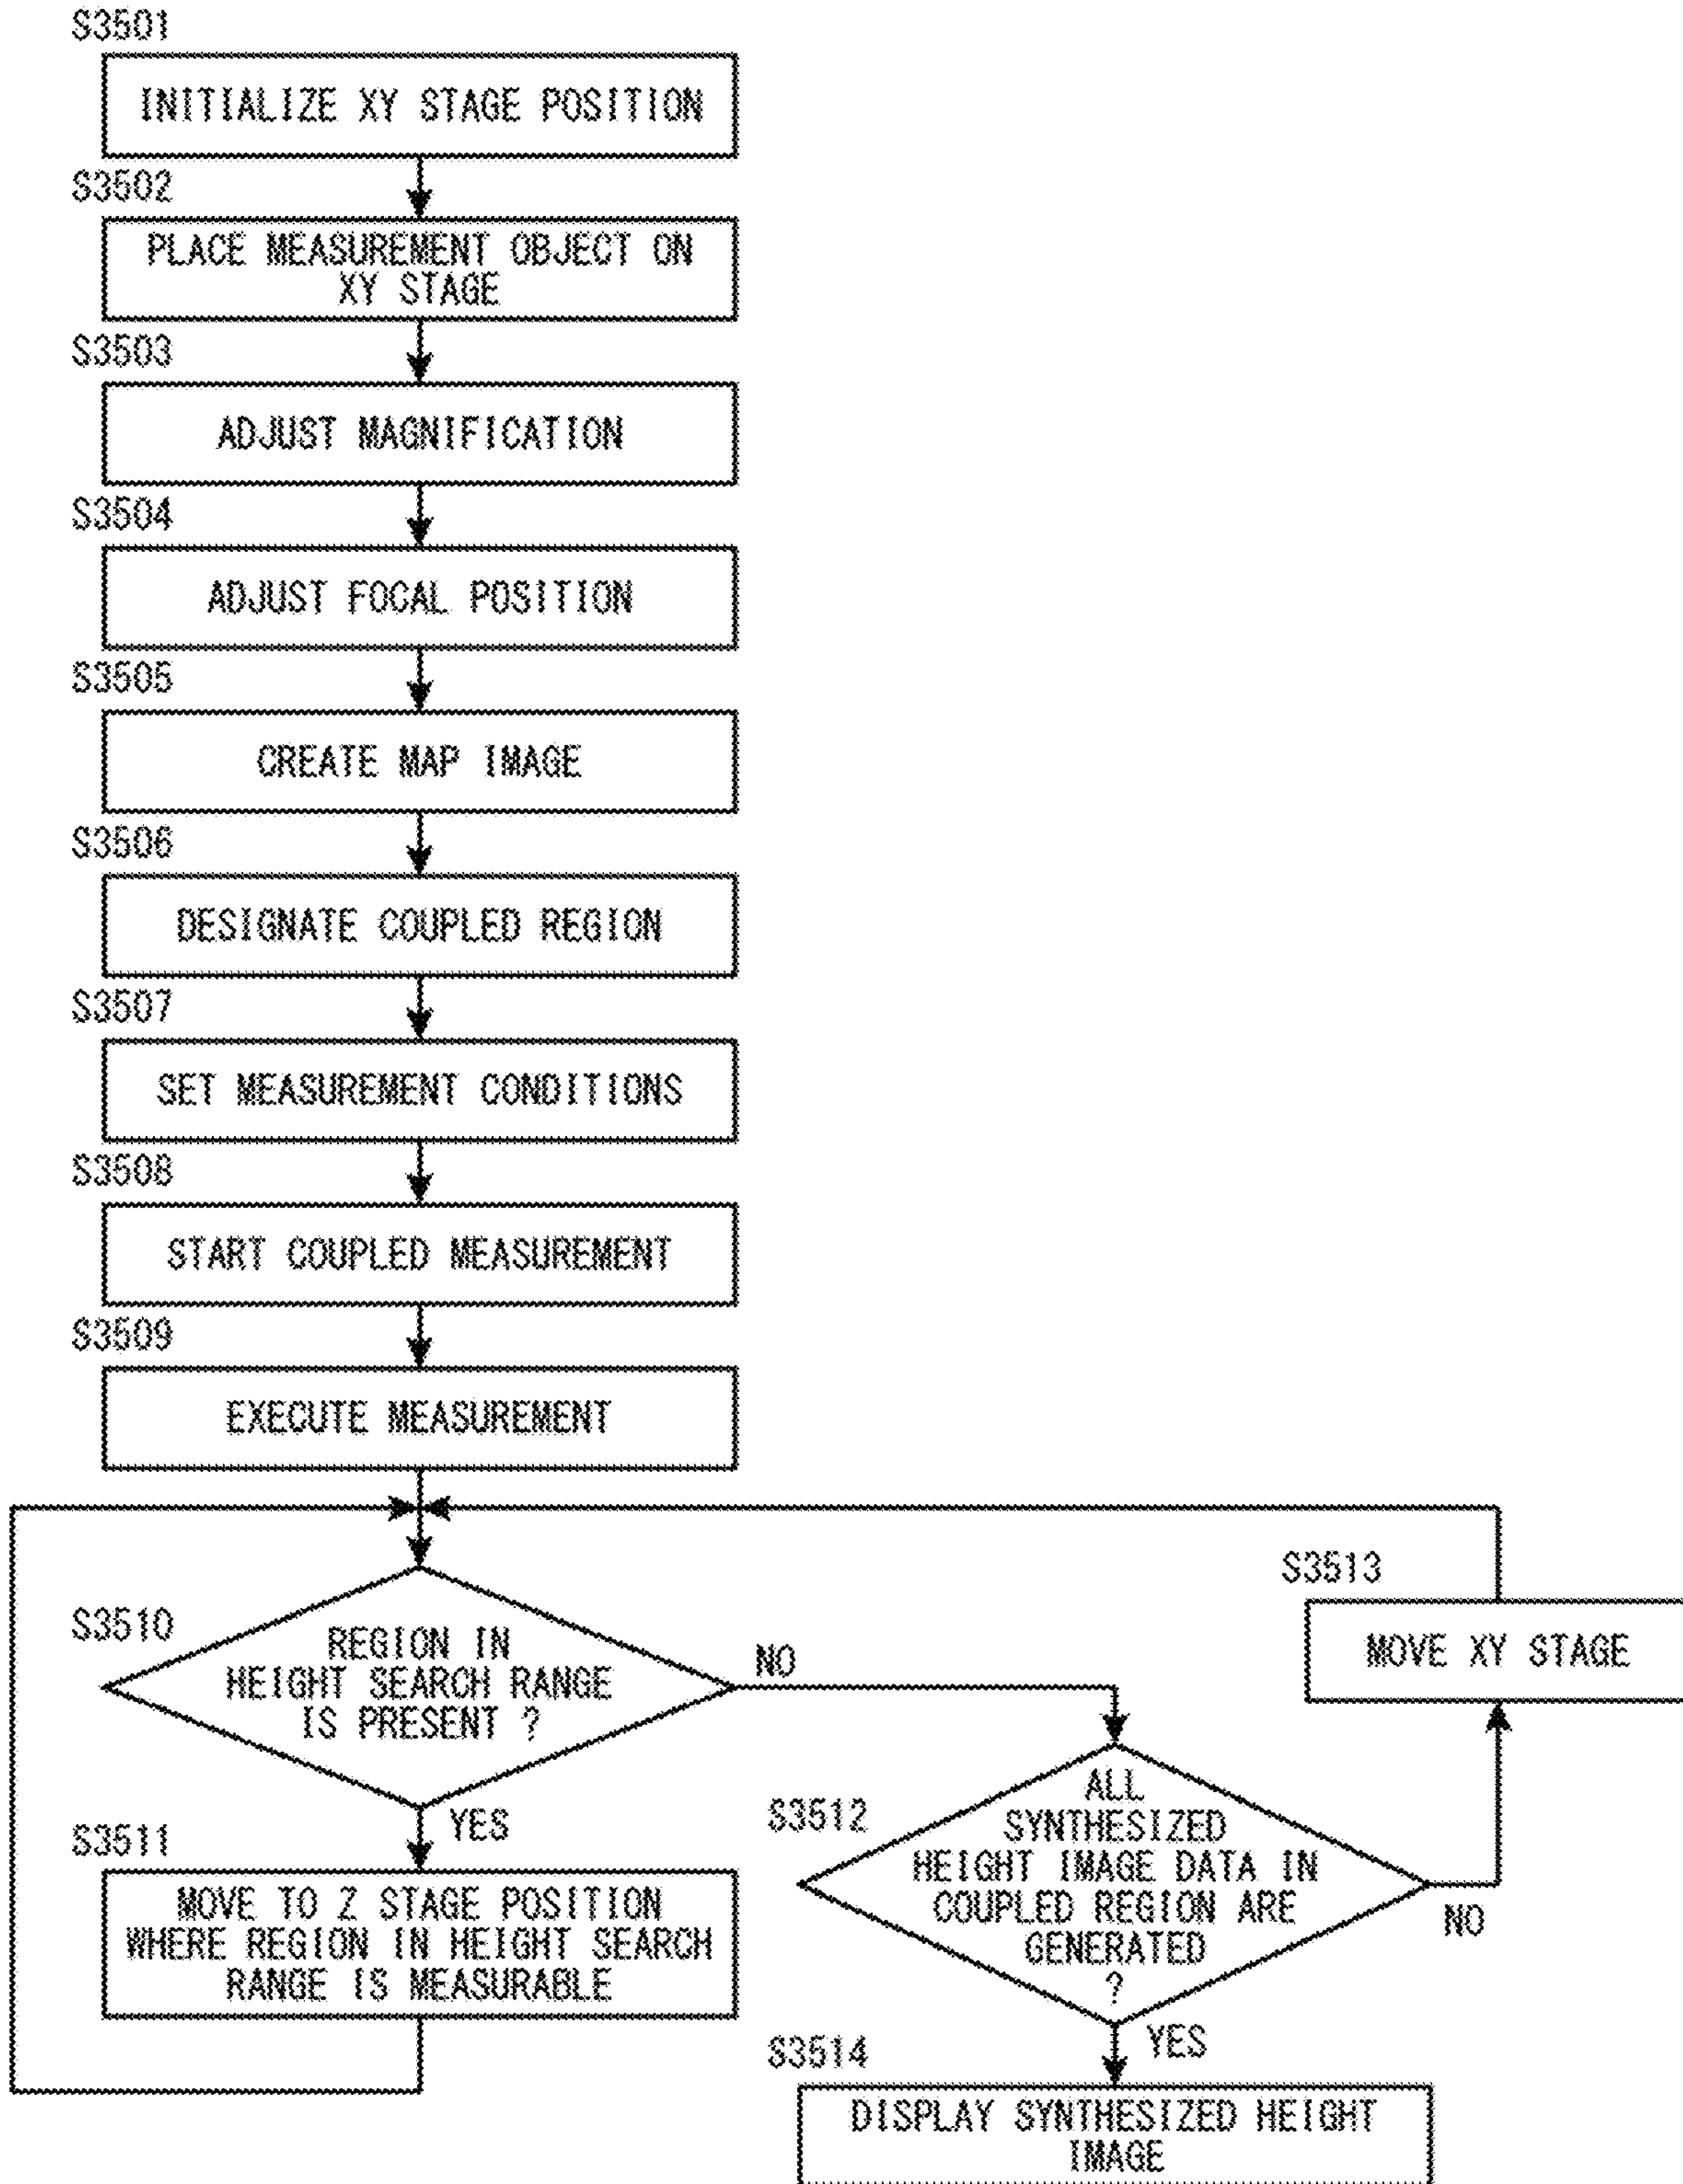 S3501
INITIALIZE XY STAGE POSITION
S3502
PLACE MEASUREMENT OBJECT ON
XY STAGE
S3503
ADJUST MAGNIFICATION
S3504
ADJUST FOCAL POSITION
S3505
CREATE MAP IMAGE
S3506
DESIGNATE COUPLED REGION
S3507
SET MEASUREMENT CONDITIONS
S3508
START COUPLED MEASUREMENT
S3509
EXECUTE MEASUREMENT
S3510
REGION IN
HEIGHT SEARCH RANGE
IS PRESENT ?
NO
YES
S3511
MOVE TO Z STAGE POSITION
WHERE REGION IN HEIGHT SEARCH
RANGE IS MEASURABLE
S3512
ALL
SYNTHESIZED
HEIGHT IMAGE DATA IN
COUPLED REGION ARE
GENERATED
?
NO
YES
S3513
MOVE XY STAGE
S3514
DISPLAY SYNTHESIZED HEIGHT
IMAGE